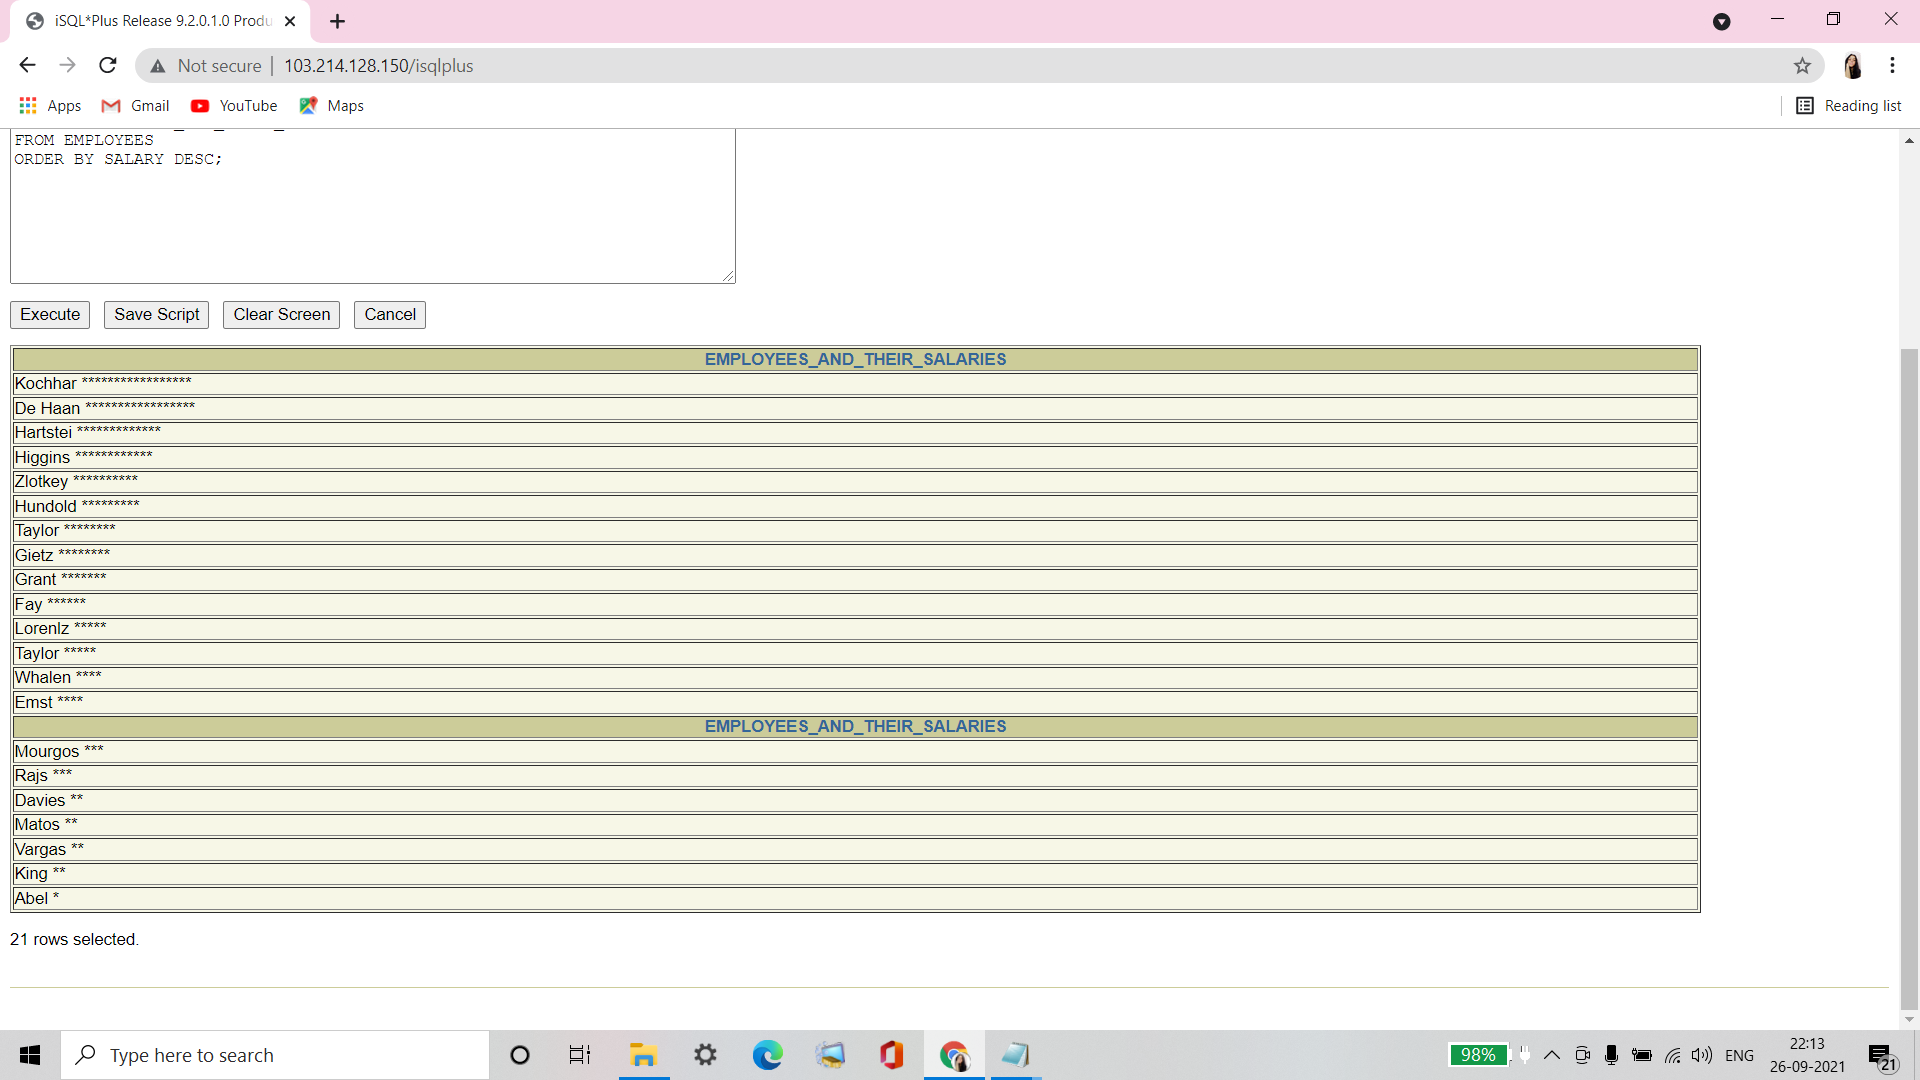 iSQL*Plus Release 9.2.0.1.0 Produ
Not secure
103.214.128.150/isqlplus
Apps
Gmail
YouTube
Maps
Reading list
FROM EMPLOYEES
ORDER BY SALARY DESC;
Execute
Save Script
Clear Screen
Cancel
EMPLOYEES_AND_THEIR_SALARIES
Kochhar *****************
De Haan *****************
Hartstei *************
Higgins ************
Zlotkey **********
Hundold *********
Taylor ********
Gietz ********
Grant *******
Fay ******
Lorenlz *****
Taylor *****
Whalen ****
Emst ****
EMPLOYEES_AND_THEIR_SALARIES
Mourgos ***
Rajs ***
Davies **
Matos **
Vargas **
King **
Abel *
21 rows selected.
Type here to search
98%
ENG
22:13
26-09-2021
21